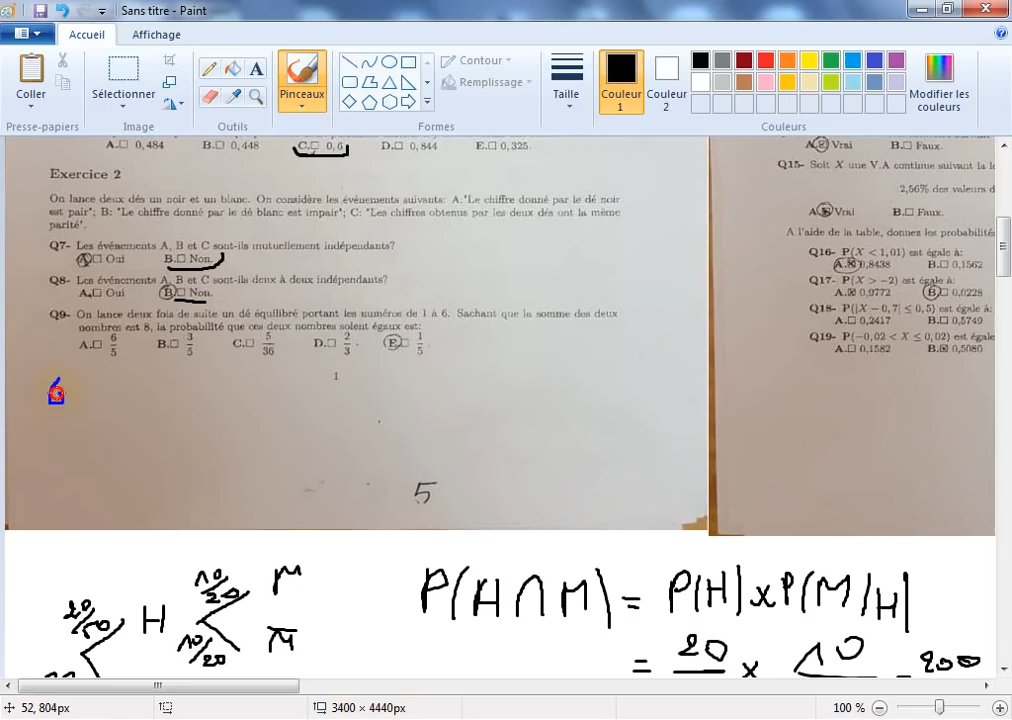 Sans titre - Paint
Accueil Affichage
Coller
Sélectionner
Pinceaux
Contour
Remplissage
Taille
Couleur 1
Couleur 2
Modifier les couleurs
Presse-papiers Image Outils Formes Couleurs
A.☐ 0,484 B.☐ 0,448 C.☐ 0,6 D.☐ 0,844 E.☐ 0,325.
Exercice 2
On lance deux dés un noir et un blanc. On considère les événements suivants: A:"Le chiffre donné par le dé noir
est pair"; B: "Le chiffre donné par le dé blanc est impair"; C: "Les chiffres obtenus par les deux dés ont la même
parité".
Q7- Les événements A, B et C sont-ils mutuellement indépendants?
A.☐ Oui B.☐ Non.
Q8- Les événements A, B et C sont-ils deux à deux indépendants?
A.☐ Oui B.☐ Non.
Q9- On lance deux fois de suite un dé équilibré portant les numéros de 1 à 6. Sachant que la somme des deux
nombres est 8, la probabilité que ces deux nombres soient égaux est:
A.☐ 6/5 B.☐ 3/5 C.☐ 5/36 D.☐ 2/3 . E.☐ 1/5 .
1
5
A.☒ Vrai B.☐ Faux.
Q15- Soit X une V.A continue suivant la
2,56% des valeurs d
Vrai B.☐ Faux.
A l'aide de la table, donnez les probabilités
Q16- P(X < 1,01) est égale à:
A.☒ 0,8438 B.☐ 0,1562
Q17- P(X > −2) est égale à:
A.☒ 0,9772 B.☐ 0,0228
Q18- P(|X − 0,7| ≤ 0,5) est égale à:
A.☐ 0,2417 B.☐ 0,5749
Q19- P(−0,02 < X ≤ 0,02) est égale
A.☐ 0,1582 B.☒ 0,5080
6
20/50 H 10/20 M
10/20 M̄
P(H∩M) = P(H) x P(M/H)
= 20 x 10 = 200
52, 804px
3400 × 4440px
100 %